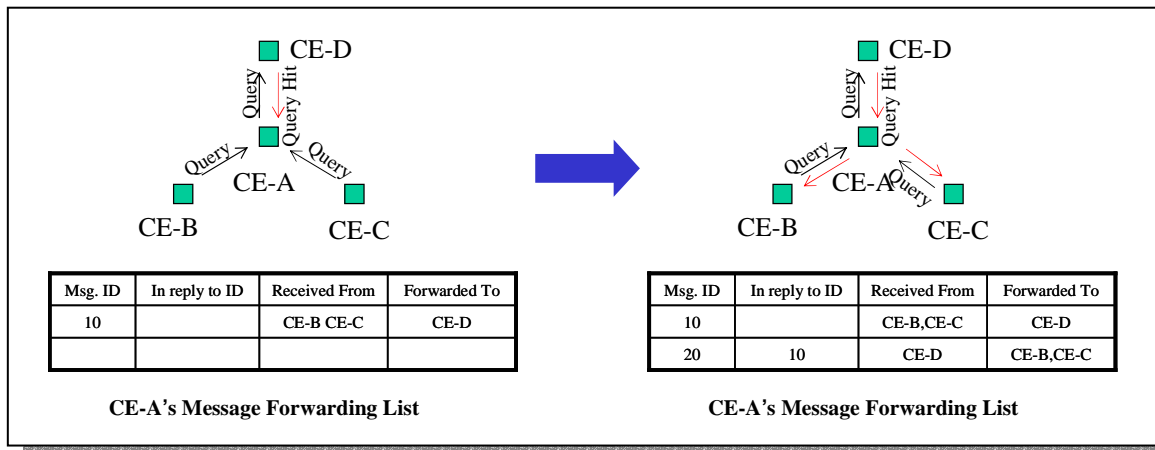 CE-D
Query
Query Hit
Query
Query
CE-A
CE-B
CE-C
Msg. ID In reply to ID Received From Forwarded To
10 CE-B CE-C CE-D
CE-A's Message Forwarding List
CE-D
Query
Query Hit
Query
Query
CE-A
CE-B
CE-C
Msg. ID In reply to ID Received From Forwarded To
10 CE-B,CE-C CE-D
20 10 CE-D CE-B,CE-C
CE-A's Message Forwarding List